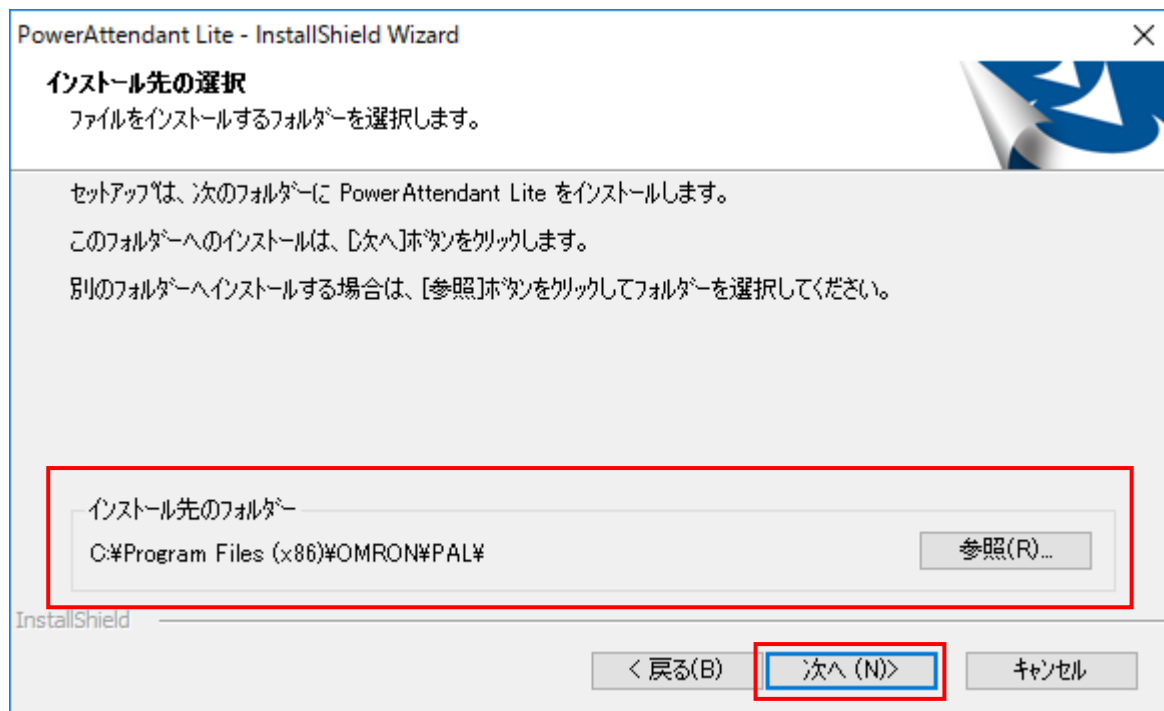 PowerAttendant Lite - InstallShield Wizard
インストール先の選択
ファイルをインストールするフォルダーを選択します。
セットアップは、次のフォルダーに PowerAttendant Lite をインストールします。
このフォルダーへのインストールは、[次へ]ボタンをクリックします。
別のフォルダーへインストールする場合は、[参照]ボタンをクリックしてフォルダーを選択してください。
インストール先のフォルダー
C:¥Program Files (x86)¥OMRON¥PAL¥
参照(R)...
InstallShield
< 戻る(B)
次へ (N)>
キャンセル